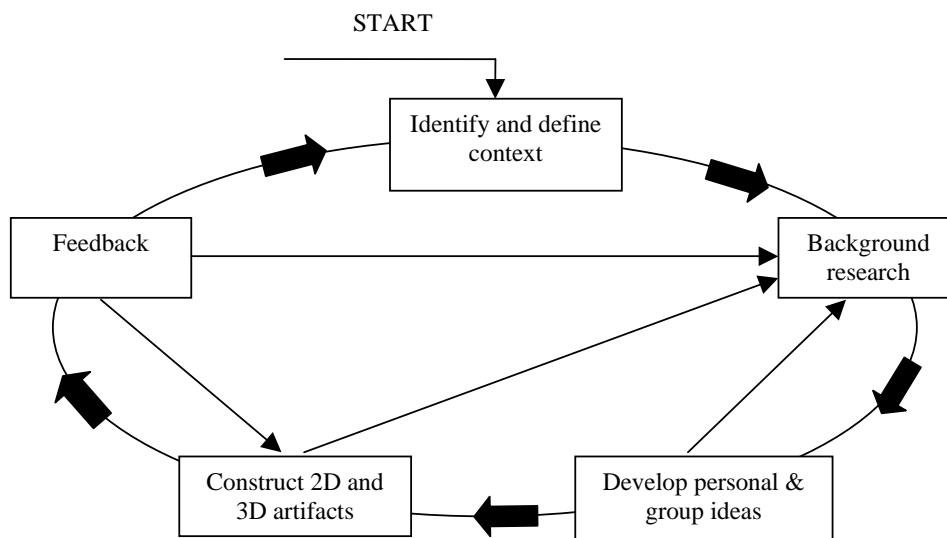 START
Identify and define
context
Feedback
Background
research
Construct 2D and
3D artifacts
Develop personal &
group ideas